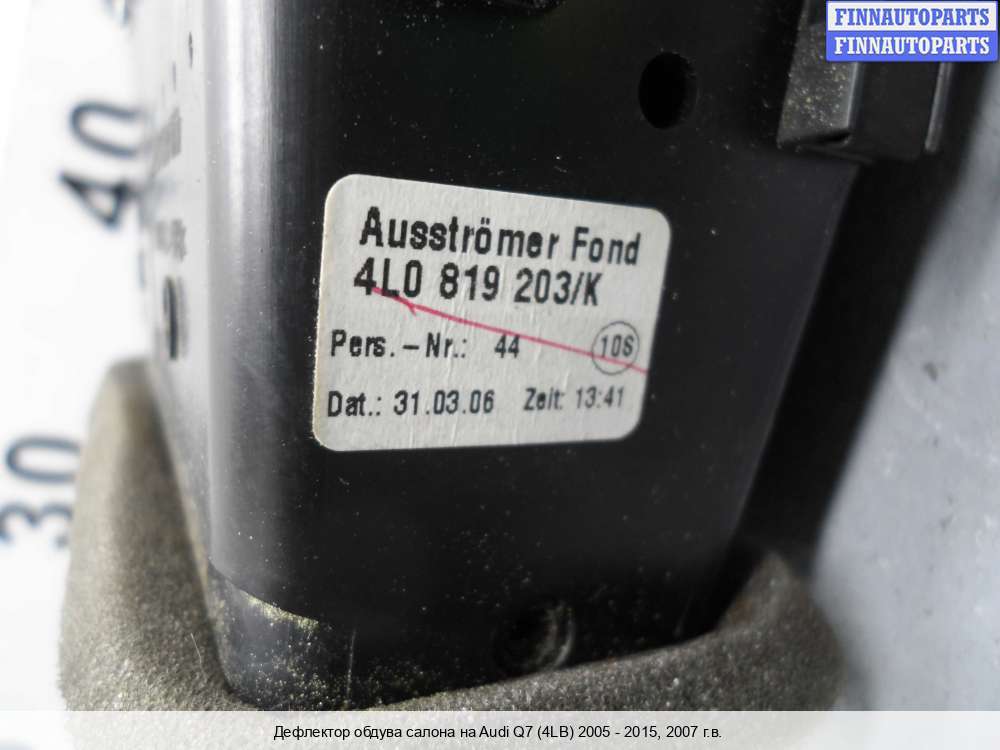 FINNAUTOPARTS
FINNAUTOPARTS
40
30
Ausströmer Fond
4L0 819 203/K
Pers.-Nr.: 44 106
Dat.: 31.03.06 Zeit: 13:41
Дефлектор обдува салона на Audi Q7 (4LB) 2005 - 2015, 2007 г.в.